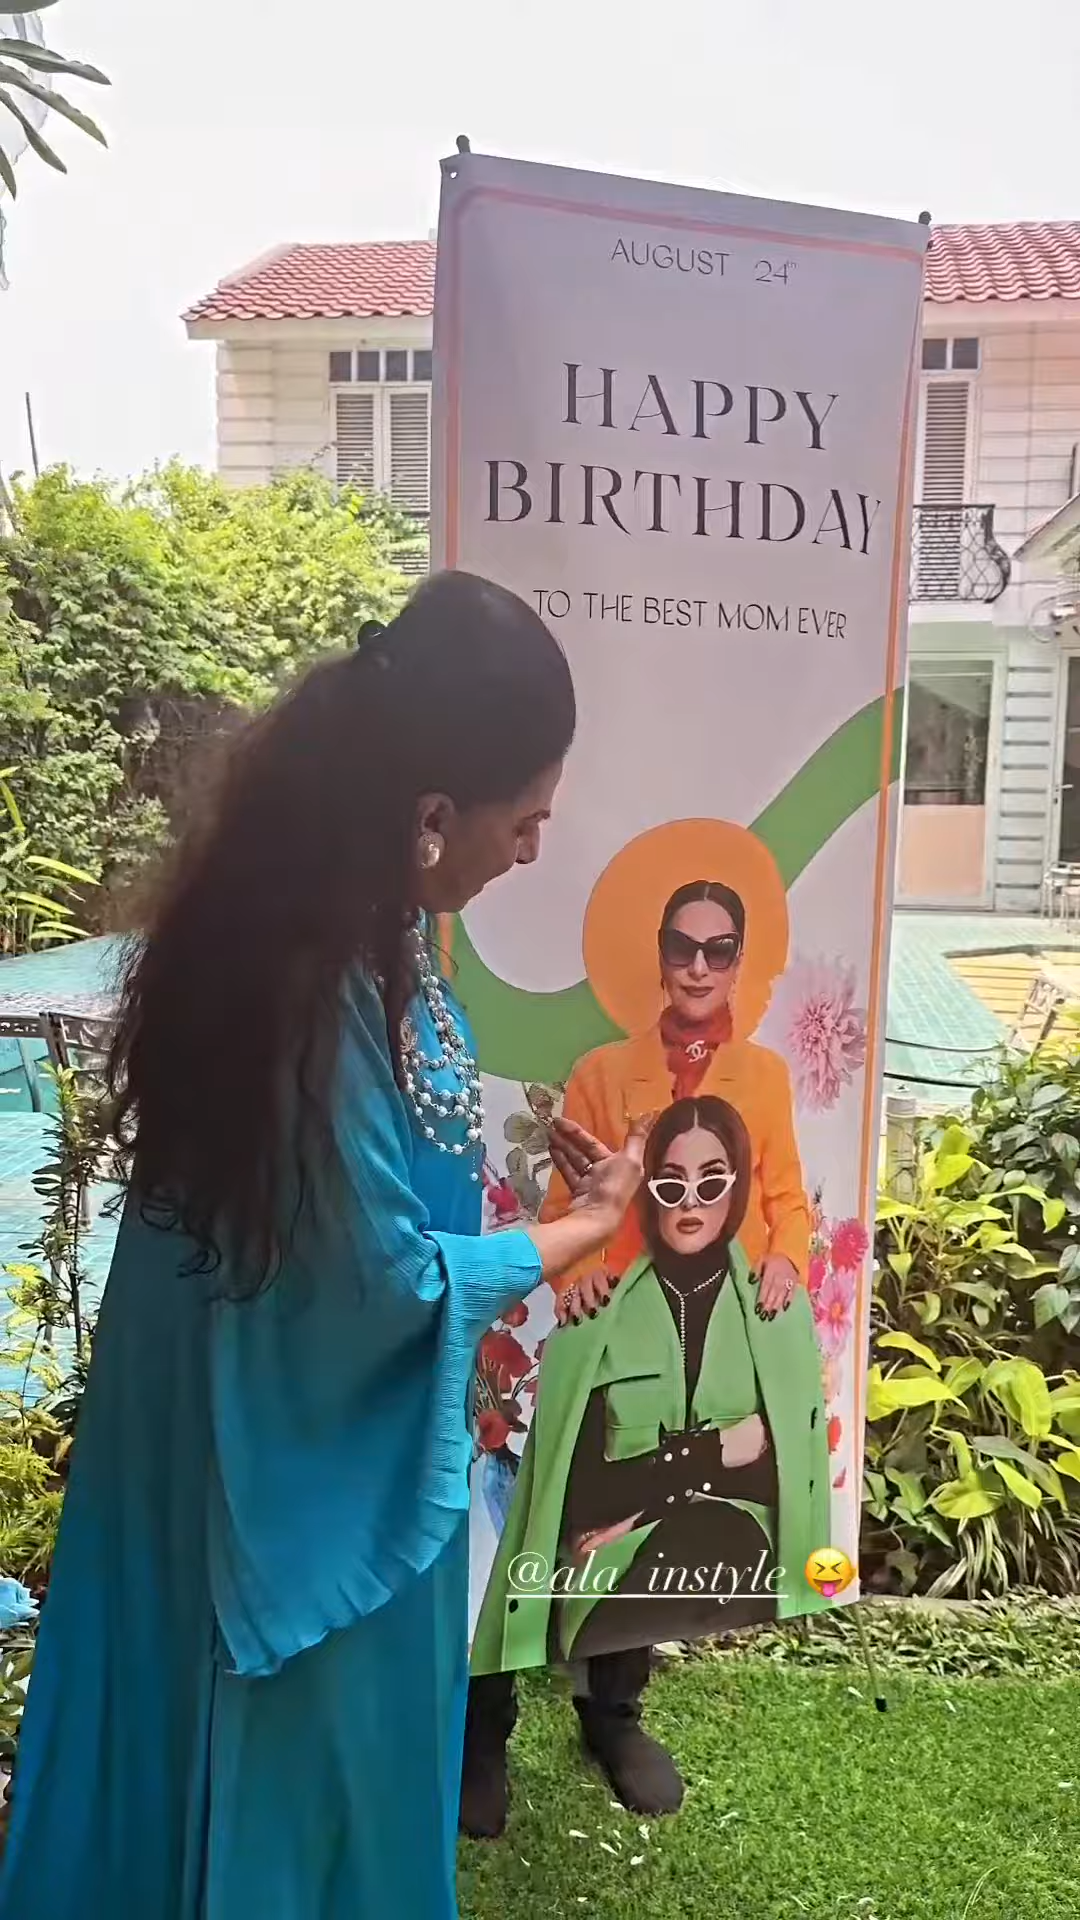 AUGUST 24th
HAPPY
BIRTHDAY
TO THE BEST MOM EVER
@ala_instyle 😝